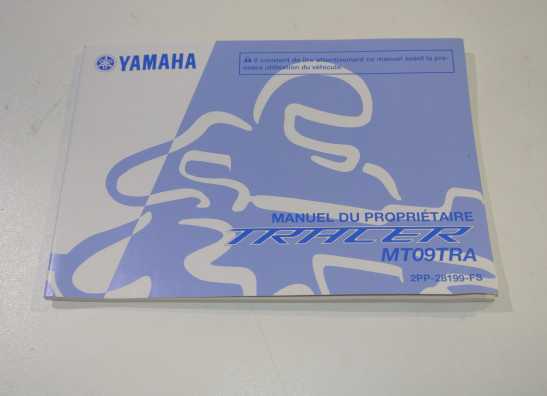 YAMAHA
Il convient de lire attentivement ce manuel avant la pre-
mière utilisation du véhicule.
MANUEL DU PROPRIÉTAIRE
TRACER
MT09TRA
2PP-28199-FS